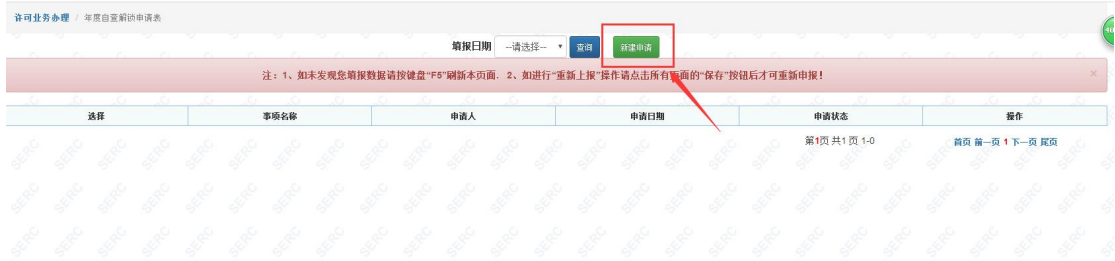 许可业务办理 / 年度自查解锁申请表
填报日期 --请选择-- 查询 新建申请
注：1、如未发现您填报数据请按键盘“F5”刷新本页面. 2、如进行“重新上报”操作请点击所有页面的“保存”按钮后才可重新申报！ ×
选择 事项名称 申请人 申请日期 申请状态 操作
第1页 共1页 1-0 首页 前一页 1 下一页 尾页
SERC